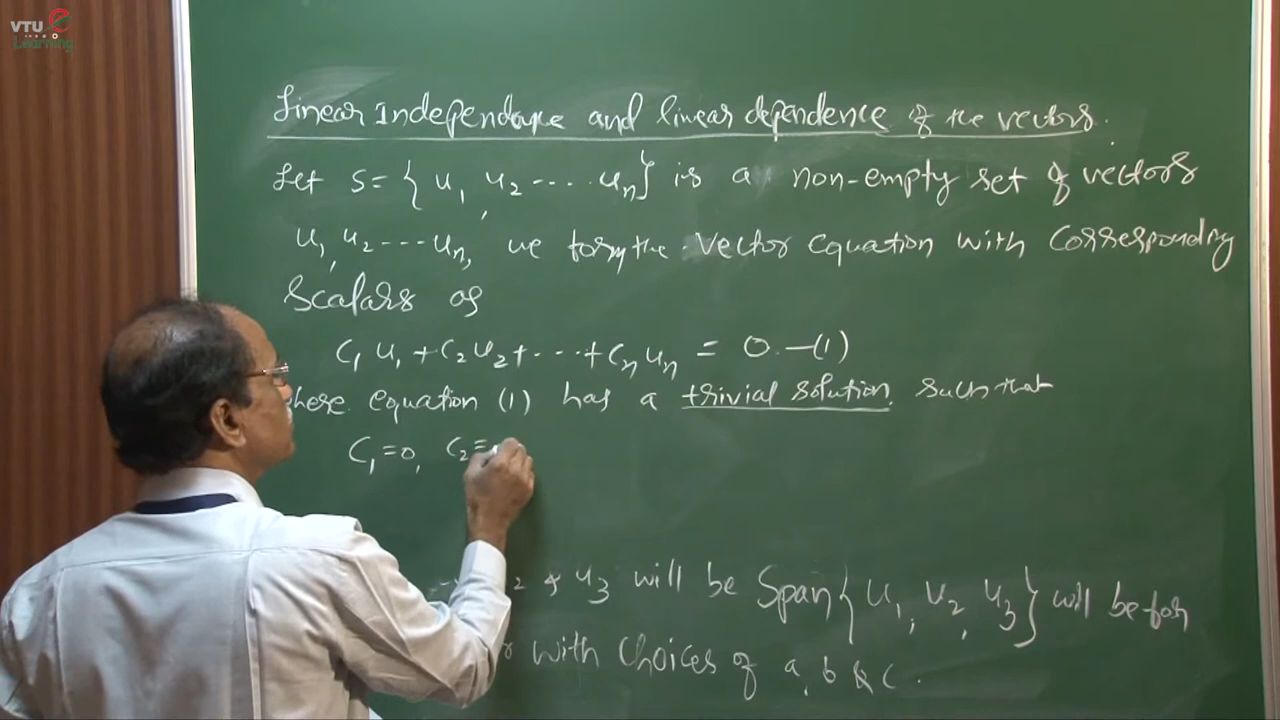 VTU e
Learning
Linear Independence and linear dependence of the vectors.
Let S = { u1, u2 .... un } is a non-empty set of vectors
u1, u2 --- un, we form the vector equation with corresponding
scalars as
C1 u1 + C2 u2 + ... + Cn un = 0. —(1)
here equation (1) has a trivial solution such that
C1 = 0, C2 =
2 & u3 will be Span { u1, u2, u3 } will be for
with choices of a, b & c.